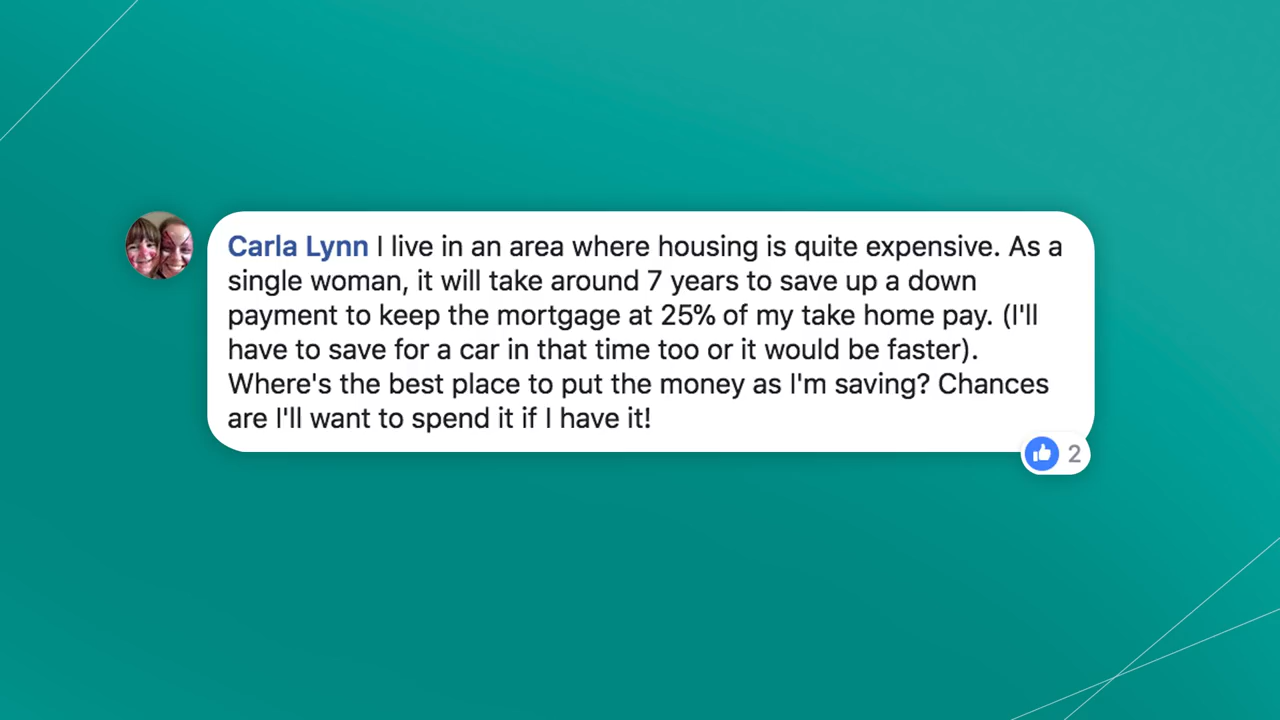 Carla Lynn I live in an area where housing is quite expensive. As a
single woman, it will take around 7 years to save up a down
payment to keep the mortgage at 25% of my take home pay. (I'll
have to save for a car in that time too or it would be faster).
Where's the best place to put the money as I'm saving? Chances
are I'll want to spend it if I have it!
2